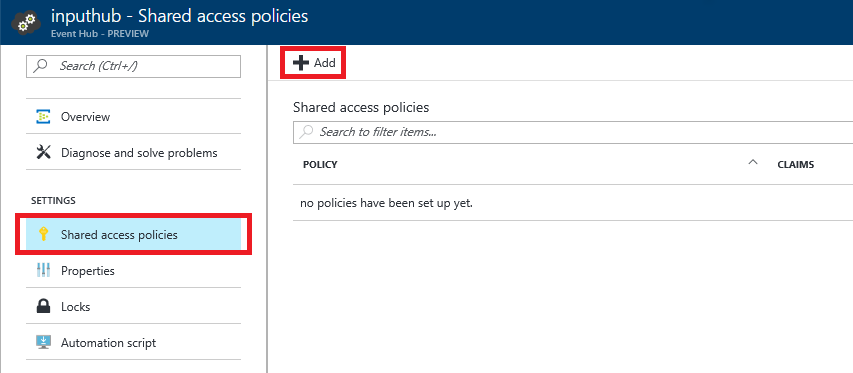 inputhub - Shared access policies
Event Hub - PREVIEW
Search (Ctrl+/)
Overview
Diagnose and solve problems
SETTINGS
Shared access policies
Properties
Locks
Automation script
Add
Shared access policies
Search to filter items...
POLICY CLAIMS
no policies have been set up yet.